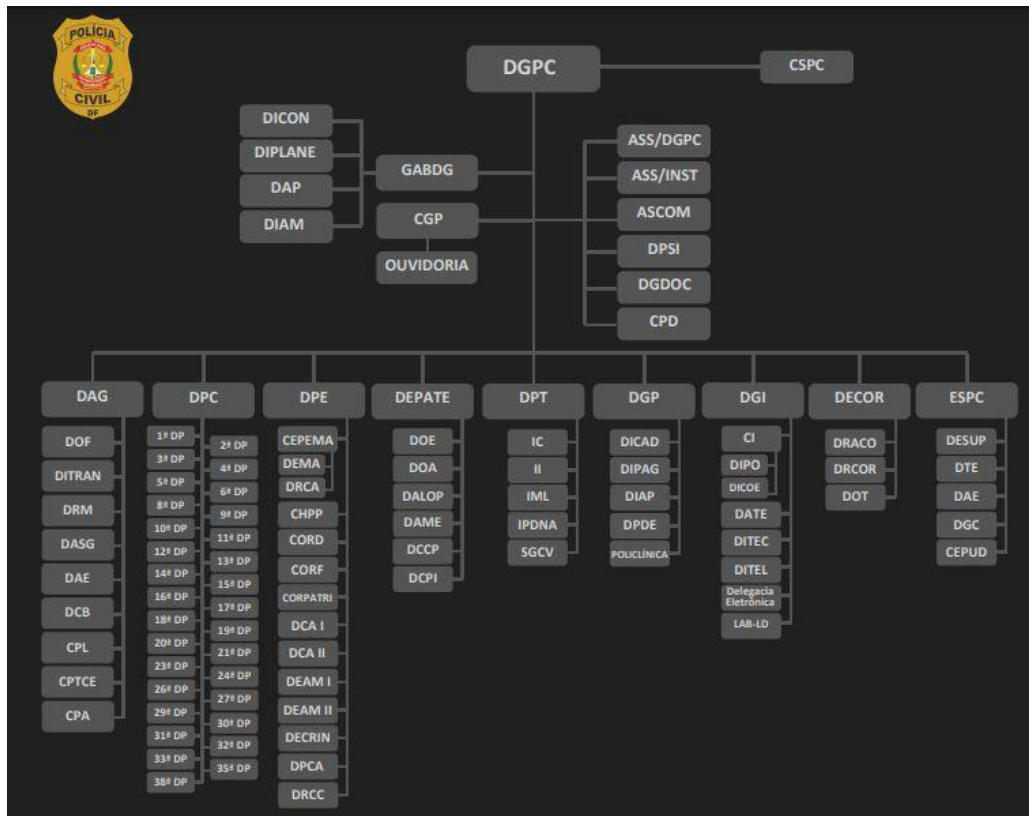 POLÍCIA
CIVIL
DF
DGPC
CSPC
DICON
DIPLANE
DAP
DIAM
GABDG
CGP
OUVIDORIA
ASS/DGPC
ASS/INST
ASCOM
DPSI
DGDOC
CPD
DAG
DOF
DITRAN
DRM
DASG
DAE
DCB
CPL
CPTCE
CPA
DPC
1ª DP
2ª DP
3ª DP
4ª DP
5ª DP
6ª DP
8ª DP
9ª DP
10ª DP
11ª DP
12ª DP
13ª DP
14ª DP
15ª DP
16ª DP
17ª DP
18ª DP
19ª DP
20ª DP
21ª DP
23ª DP
24ª DP
26ª DP
27ª DP
29ª DP
30ª DP
31ª DP
32ª DP
33ª DP
35ª DP
38ª DP
DPE
CEPEMA
DEMA
DRCA
CHPP
CORD
CORF
CORPATRI
DCA I
DCA II
DEAM I
DEAM II
DECRIN
DPCA
DRCC
DEPATE
DOE
DOA
DALOP
DAME
DCCP
DCPI
DPT
IC
II
IML
IPDNA
SGCV
DGP
DICAD
DIPAG
DIAP
DPDE
POLICLÍNICA
DGI
CI
DIPO
DICOE
DATE
DITEC
DITEL
Delegacia
Eletrônica
LAB-LD
DECOR
DRACO
DRCOR
DOT
ESPC
DESUP
DTE
DAE
DGC
CEPUD